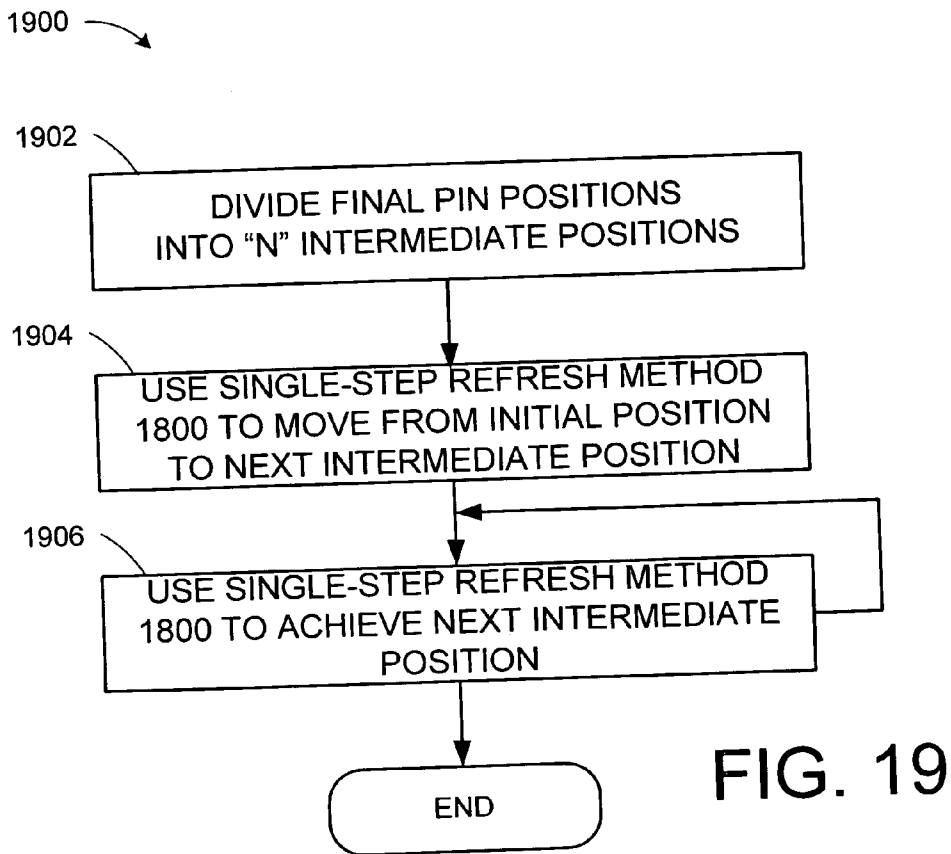 1900
1902
DIVIDE FINAL PIN POSITIONS
INTO “N” INTERMEDIATE POSITIONS
1904
USE SINGLE-STEP REFRESH METHOD
1800 TO MOVE FROM INITIAL POSITION
TO NEXT INTERMEDIATE POSITION
1906
USE SINGLE-STEP REFRESH METHOD
1800 TO ACHIEVE NEXT INTERMEDIATE
POSITION
END
FIG. 19